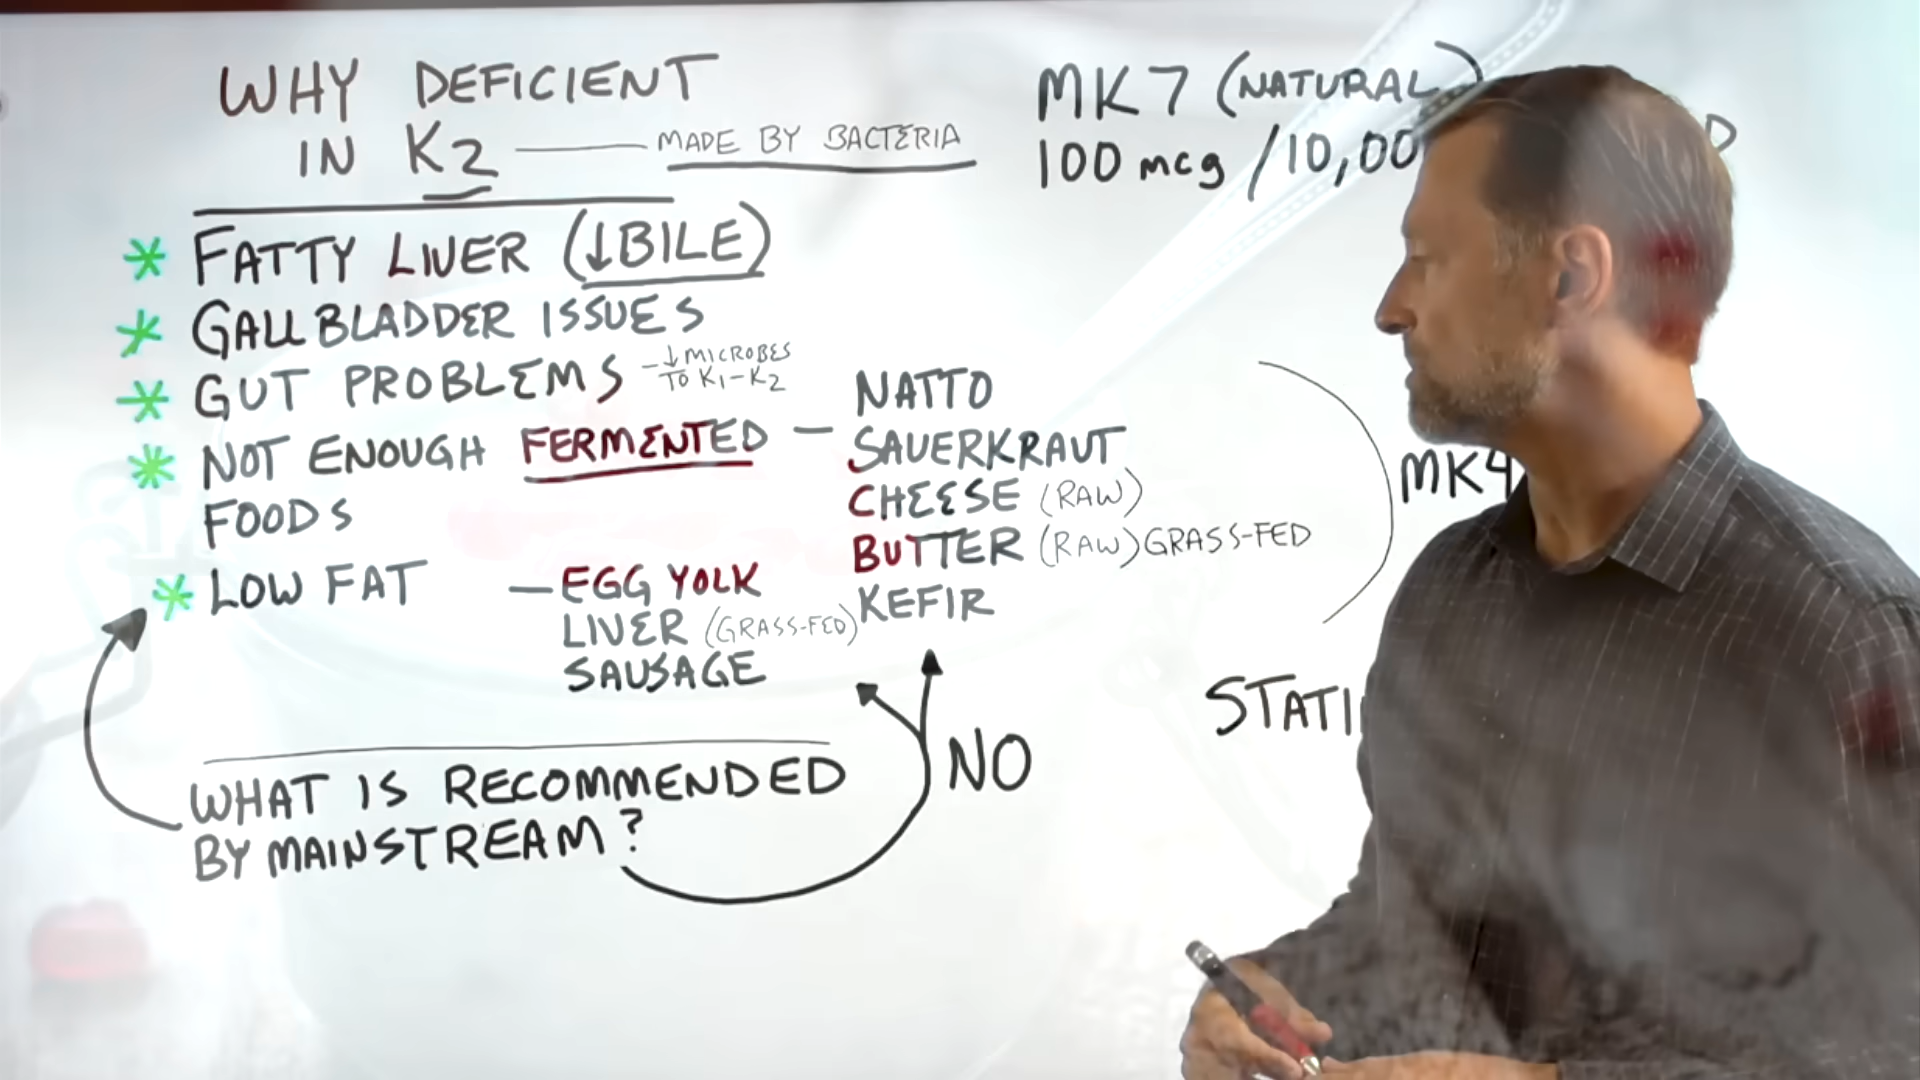 WHY DEFICIENT
IN K2 — MADE BY BACTERIA
* FATTY LIVER (↓BILE)
* GALLBLADDER ISSUES
* GUT PROBLEMS - ↓ MICROBES
TO K1-K2
* NOT ENOUGH FERMENTED —
FOODS
NATTO
SAUERKRAUT
CHEESE (RAW)
BUTTER (RAW) GRASS-FED
KEFIR
* LOW FAT — EGG YOLK
LIVER (GRASS-FED)
SAUSAGE
WHAT IS RECOMMENDED
BY MAINSTREAM?
NO
MK7 (NATURAL)
100 mcg /10,00
MK4
STATI